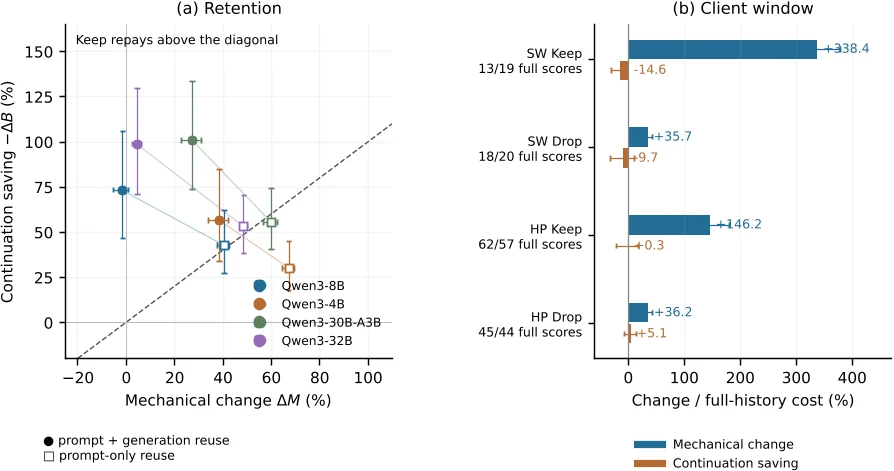 (a) Retention
Keep repays above the diagonal
Continuation saving −ΔB (%)
150
125
100
75
50
25
0
−20 0 20 40 60 80 100
Mechanical change ΔM (%)
Qwen3-8B
Qwen3-4B
Qwen3-30B-A3B
Qwen3-32B
prompt + generation reuse
prompt-only reuse
(b) Client window
SW Keep
13/19 full scores
+338.4
-14.6
SW Drop
18/20 full scores
+35.7
-9.7
HP Keep
62/57 full scores
+146.2
+0.3
HP Drop
45/44 full scores
+36.2
+5.1
0 100 200 300 400
Change / full-history cost (%)
Mechanical change
Continuation saving